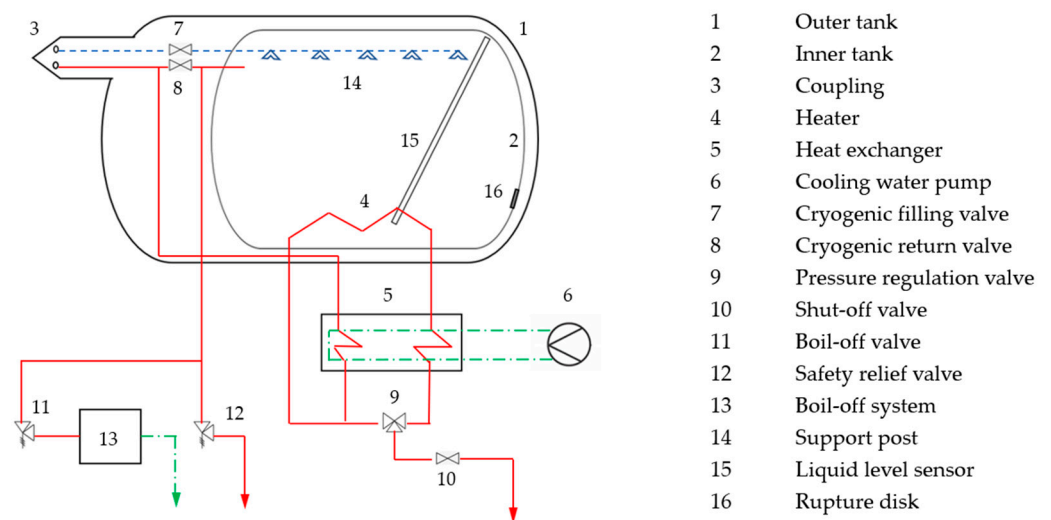 3
7
1
8
14
15
2
16
4
5
6
9
11
13
12
10
1 Outer tank
2 Inner tank
3 Coupling
4 Heater
5 Heat exchanger
6 Cooling water pump
7 Cryogenic filling valve
8 Cryogenic return valve
9 Pressure regulation valve
10 Shut-off valve
11 Boil-off valve
12 Safety relief valve
13 Boil-off system
14 Support post
15 Liquid level sensor
16 Rupture disk